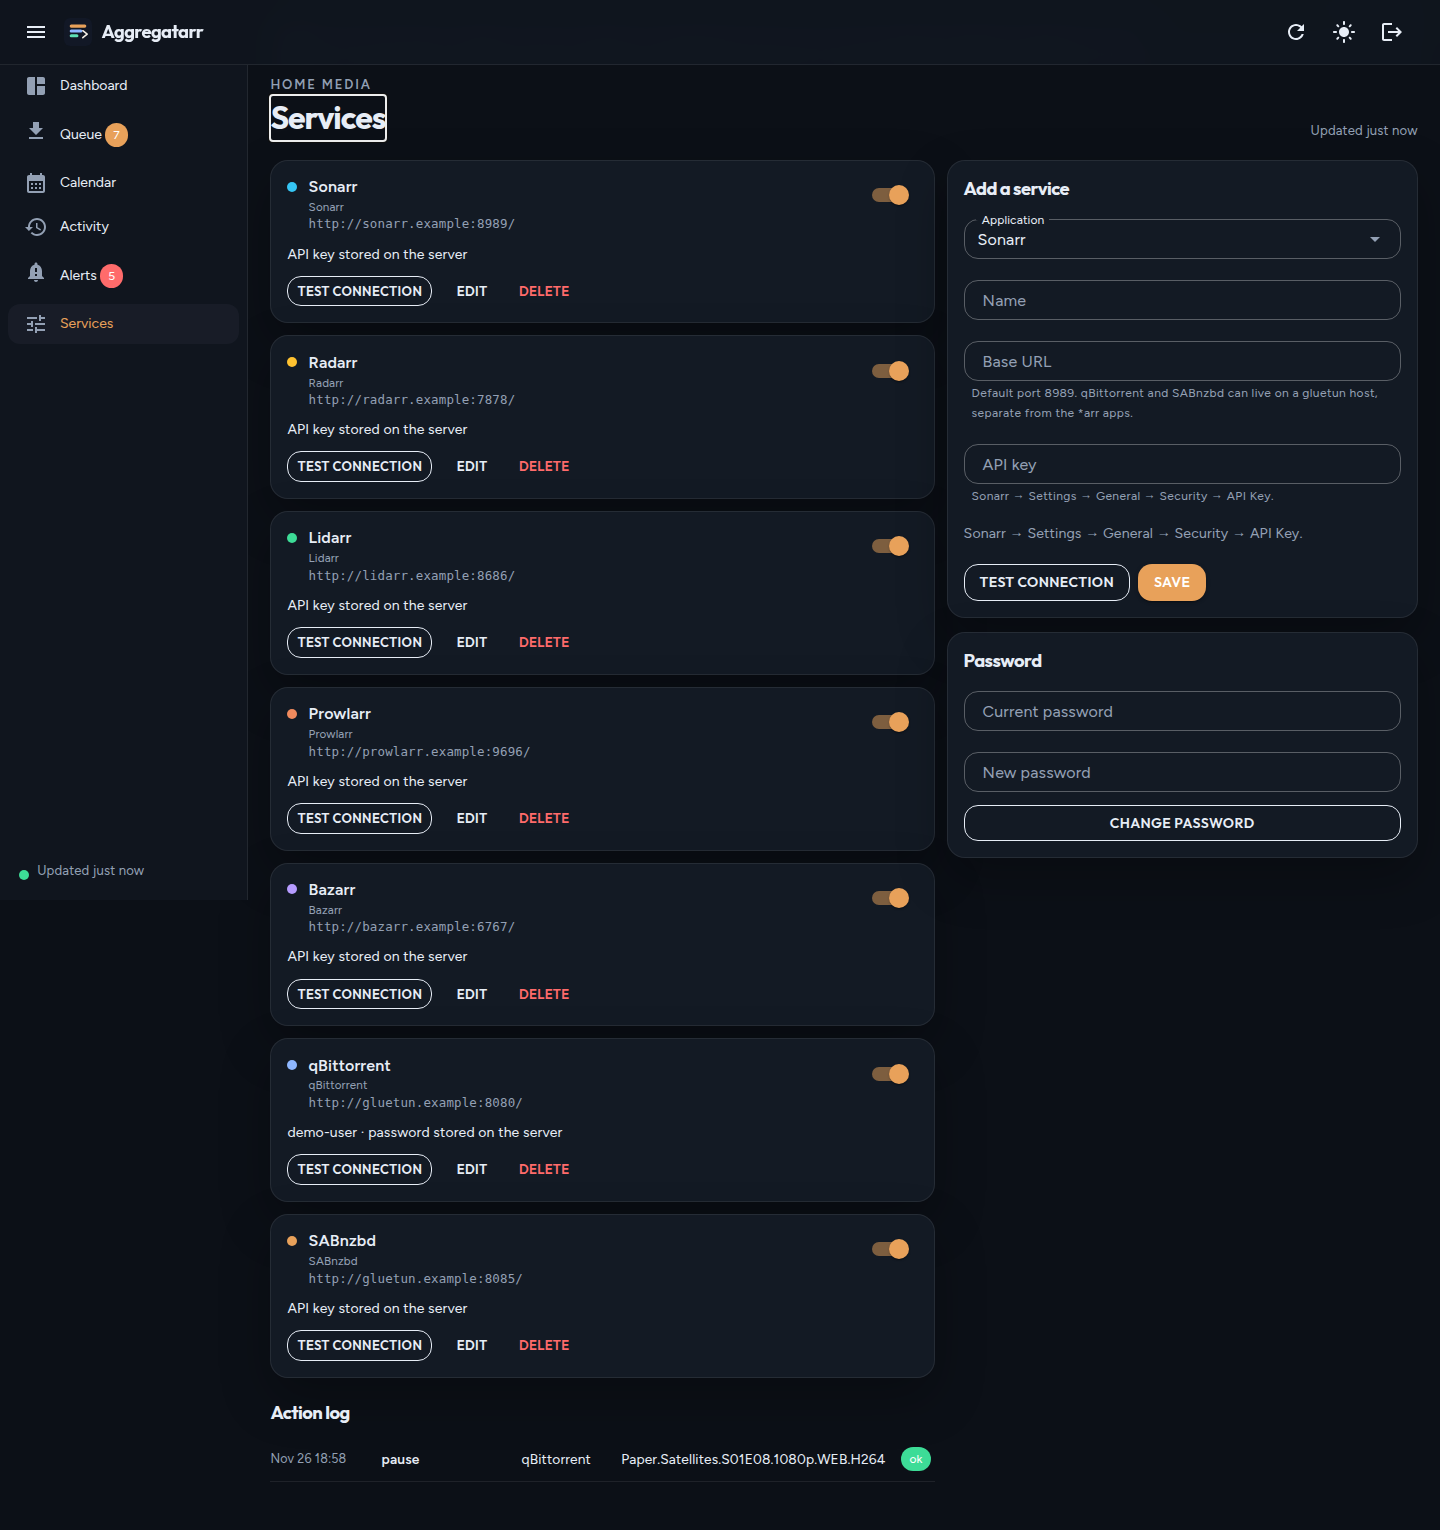 Aggregatarr
Dashboard
Queue 7
Calendar
Activity
Alerts 5
Services
Updated just now
HOME MEDIA
Services
Updated just now
Sonarr
Sonarr
http://sonarr.example:8989/
API key stored on the server
TEST CONNECTION EDIT DELETE
Radarr
Radarr
http://radarr.example:7878/
API key stored on the server
TEST CONNECTION EDIT DELETE
Lidarr
Lidarr
http://lidarr.example:8686/
API key stored on the server
TEST CONNECTION EDIT DELETE
Prowlarr
Prowlarr
http://prowlarr.example:9696/
API key stored on the server
TEST CONNECTION EDIT DELETE
Bazarr
Bazarr
http://bazarr.example:6767/
API key stored on the server
TEST CONNECTION EDIT DELETE
qBittorrent
qBittorrent
http://gluetun.example:8080/
demo-user · password stored on the server
TEST CONNECTION EDIT DELETE
SABnzbd
SABnzbd
http://gluetun.example:8085/
API key stored on the server
TEST CONNECTION EDIT DELETE
Action log
Nov 26 18:58 pause qBittorrent Paper.Satellites.S01E08.1080p.WEB.H264 ok
Add a service
Application
Sonarr
Name
Base URL
Default port 8989. qBittorrent and SABnzbd can live on a gluetun host,
separate from the *arr apps.
API key
Sonarr → Settings → General → Security → API Key.
Sonarr → Settings → General → Security → API Key.
TEST CONNECTION SAVE
Password
Current password
New password
CHANGE PASSWORD